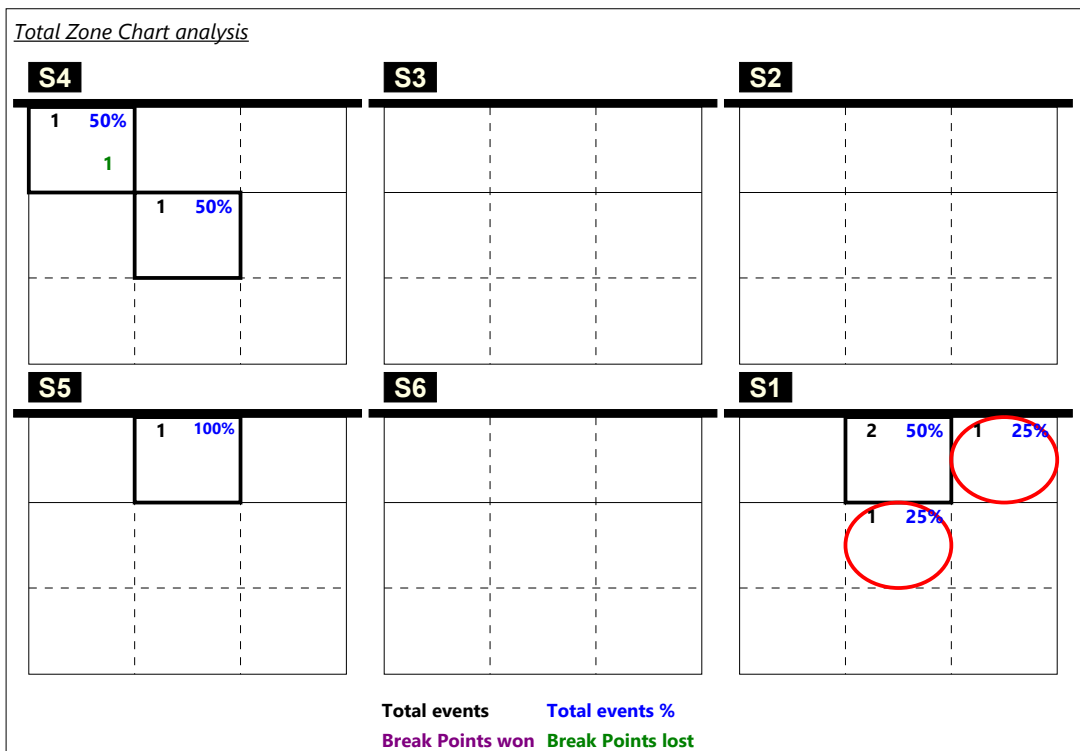 Total Zone Chart analysis
S4 S3 S2
1 50%
1
1 50%
S5 S6 S1
1 100% 2 50% 1 25%
1 25%
Total events Total events %
Break Points won Break Points lost